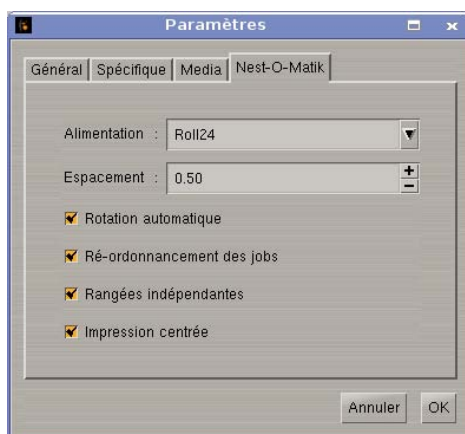 Paramètres
Général Spécifique Media Nest-O-Matik
Alimentation : Roll24
Espacement : 0.50
Rotation automatique
Ré-ordonnancement des jobs
Rangées indépendantes
Impression centrée
Annuler OK